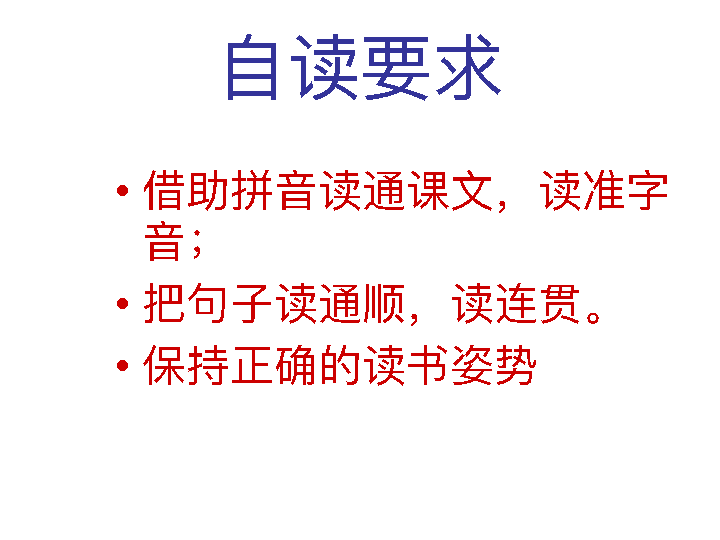 自读要求
• 借助拼音读通课文，读准字
音；
• 把句子读通顺，读连贯。
• 保持正确的读书姿势